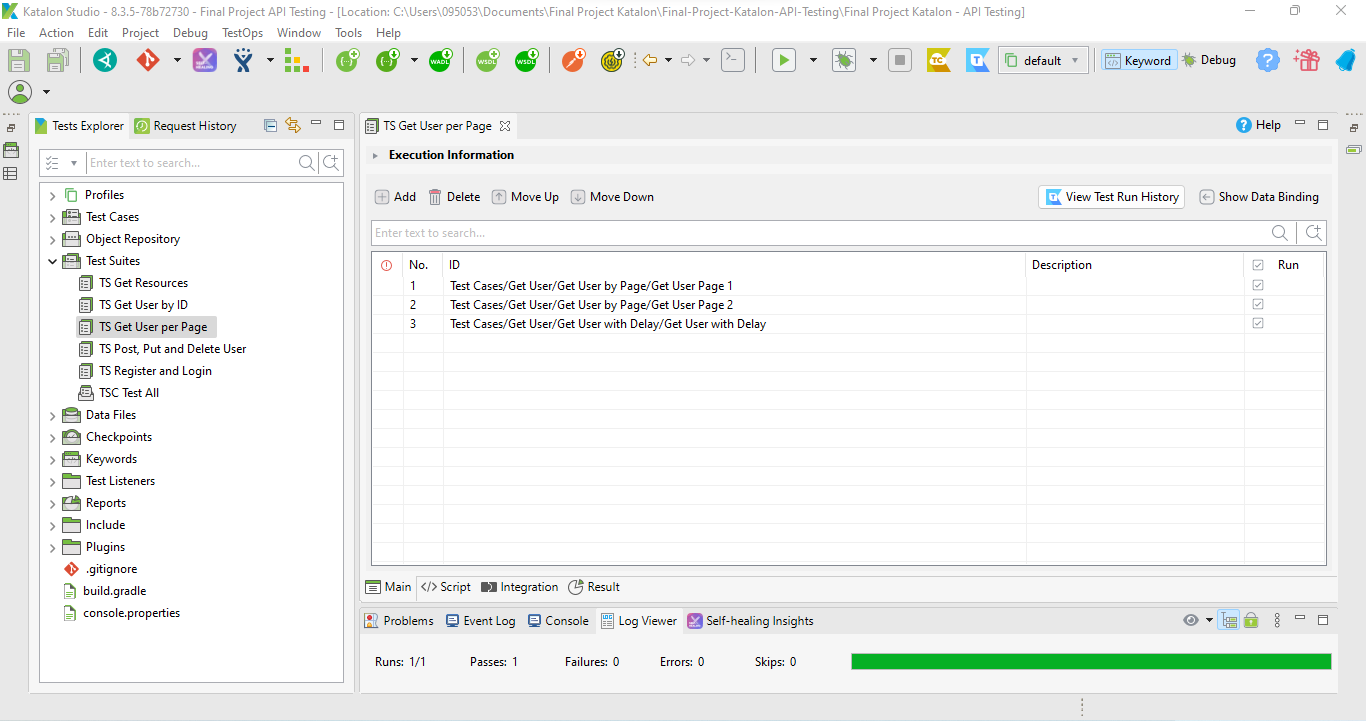 Katalon Studio - 8.3.5-78b72730 - Final Project API Testing - [Location: C:\Users\095053\Documents\Final Project Katalon\Final-Project-Katalon-API-Testing\Final Project Katalon - API Testing]
File Action Edit Project Debug TestOps Window Tools Help
WADL WSDL WSDL TC T default Keyword Debug
Tests Explorer Request History
Enter text to search...
Profiles
Test Cases
Object Repository
Test Suites
TS Get Resources
TS Get User by ID
TS Get User per Page
TS Post, Put and Delete User
TS Register and Login
TSC Test All
Data Files
Checkpoints
Keywords
Test Listeners
Reports
Include
Plugins
.gitignore
build.gradle
console.properties
TS Get User per Page Help
Execution Information
Add Delete Move Up Move Down View Test Run History Show Data Binding
Enter text to search...
No. ID Description Run
1 Test Cases/Get User/Get User by Page/Get User Page 1
2 Test Cases/Get User/Get User by Page/Get User Page 2
3 Test Cases/Get User/Get User with Delay/Get User with Delay
Main </> Script Integration Result
Problems Event Log Console Log Viewer Self-healing Insights
Runs: 1/1 Passes: 1 Failures: 0 Errors: 0 Skips: 0